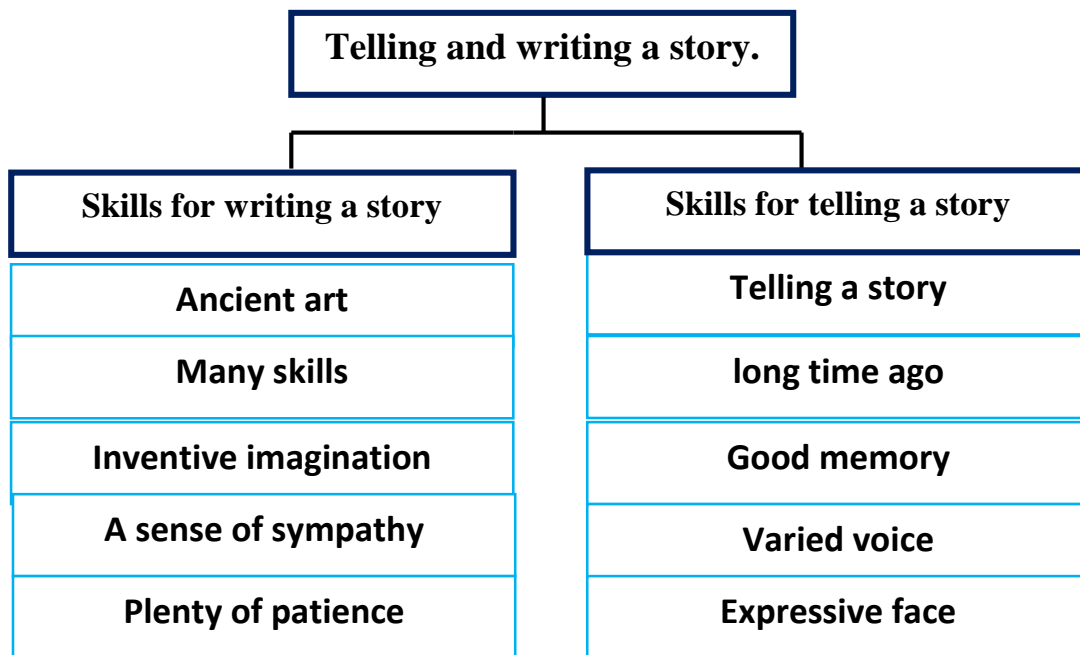 Telling and writing a story.
Skills for writing a story
Ancient art
Many skills
Inventive imagination
A sense of sympathy
Plenty of patience
Skills for telling a story
Telling a story
long time ago
Good memory
Varied voice
Expressive face